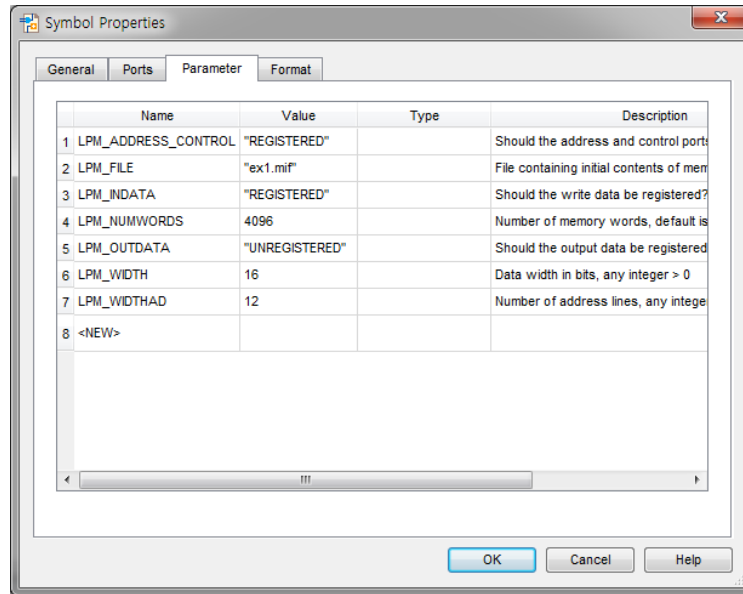 Symbol Properties
General Ports Parameter Format
Name Value Type Description
1 LPM_ADDRESS_CONTROL "REGISTERED" Should the address and control ports
2 LPM_FILE "ex1.mif" File containing initial contents of mem
3 LPM_INDATA "REGISTERED" Should the write data be registered?
4 LPM_NUMWORDS 4096 Number of memory words, default is
5 LPM_OUTDATA "UNREGISTERED" Should the output data be registered
6 LPM_WIDTH 16 Data width in bits, any integer > 0
7 LPM_WIDTHAD 12 Number of address lines, any intege
8 <NEW>
OK Cancel Help